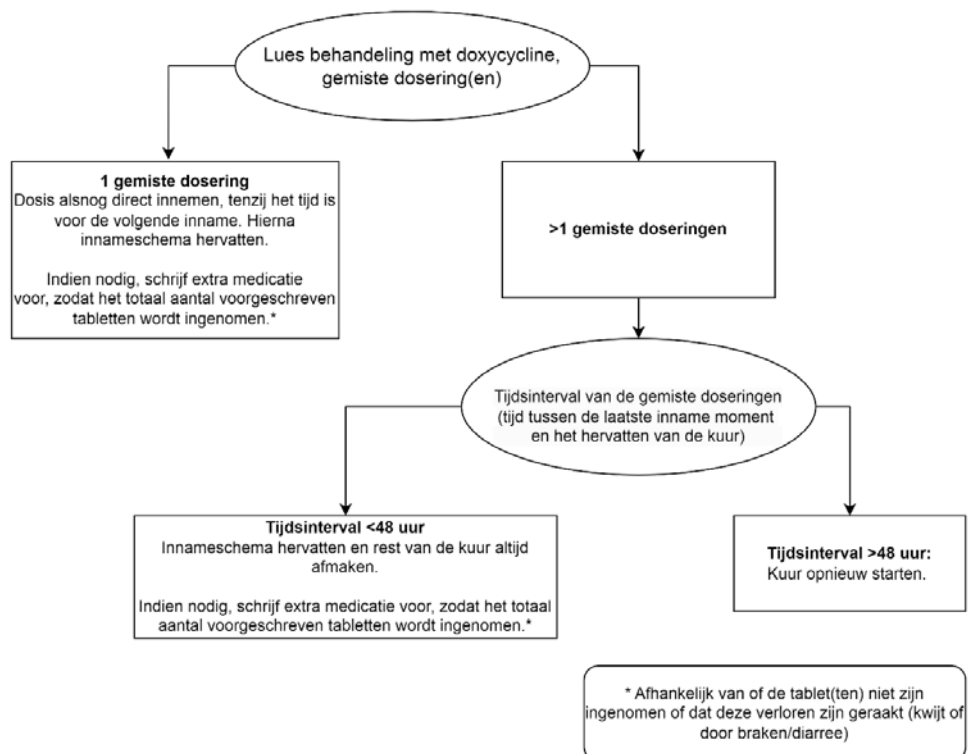 Lues behandeling met doxycycline,
gemiste dosering(en)
1 gemiste dosering
Dosis alsnog direct innemen, tenzij het tijd is
voor de volgende inname. Hierna
innameschema hervatten.
Indien nodig, schrijf extra medicatie
voor, zodat het totaal aantal voorgeschreven
tabletten wordt ingenomen.*
>1 gemiste doseringen
Tijdsinterval van de gemiste doseringen
(tijd tussen de laatste inname moment
en het hervatten van de kuur)
Tijdsinterval <48 uur
Innameschema hervatten en rest van de kuur altijd
afmaken.
Indien nodig, schrijf extra medicatie voor, zodat het totaal
aantal voorgeschreven tabletten wordt ingenomen.*
Tijdsinterval >48 uur:
Kuur opnieuw starten.
* Afhankelijk van of de tablet(ten) niet zijn
ingenomen of dat deze verloren zijn geraakt (kwijt of
door braken/diarree)